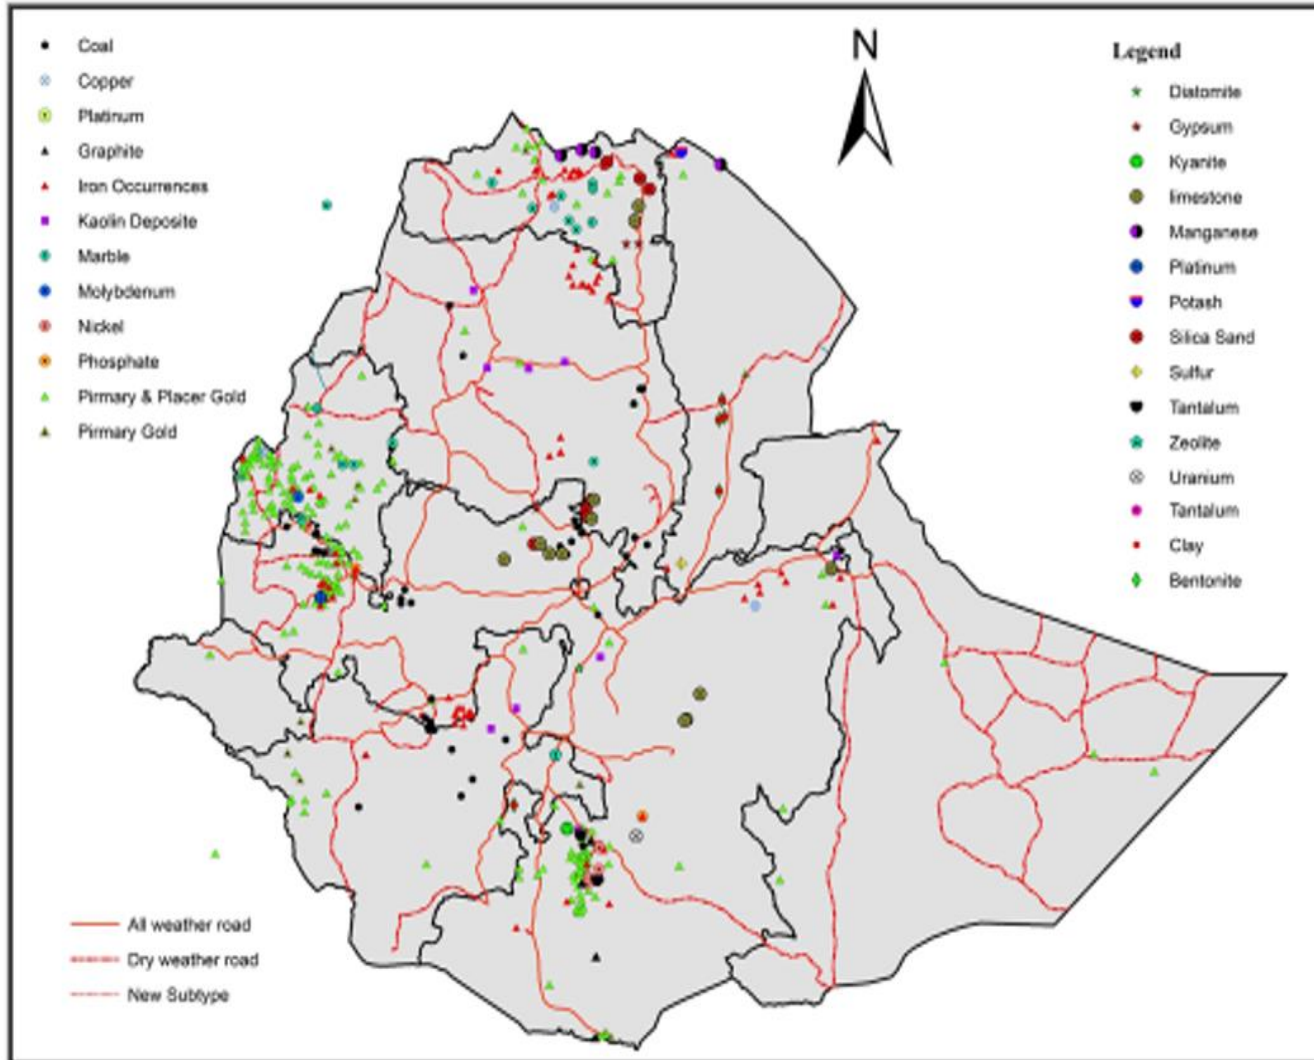 N
Coal
Copper
Platinum
Graphite
Iron Occurrences
Kaolin Deposite
Marble
Molybdenum
Nickel
Phosphate
Pirmary & Placer Gold
Pirmary Gold
Legend
Diatomite
Gypsum
Kyanite
limestone
Manganese
Platinum
Potash
Silica Sand
Sulfur
Tantalum
Zeolite
Uranium
Tantalum
Clay
Bentonite
All weather road
Dry weather road
New Subtype